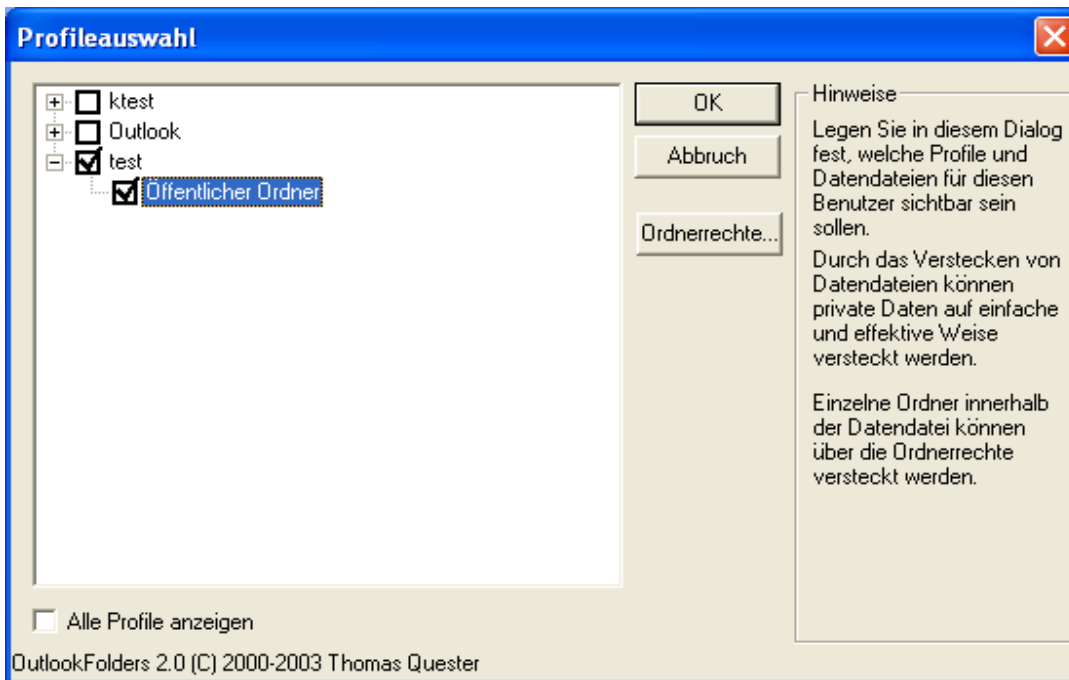 Profileauswahl
ktest
Outlook
test
Öffentlicher Ordner
OK
Abbruch
Ordnerrechte...
Hinweise
Legen Sie in diesem Dialog
fest, welche Profile und
Datendateien für diesen
Benutzer sichtbar sein
sollen.
Durch das Verstecken von
Datendateien können
private Daten auf einfache
und effektive Weise
versteckt werden.
Einzelne Ordner innerhalb
der Datendatei können
über die Ordnerrechte
versteckt werden.
Alle Profile anzeigen
OutlookFolders 2.0 (C) 2000-2003 Thomas Quester